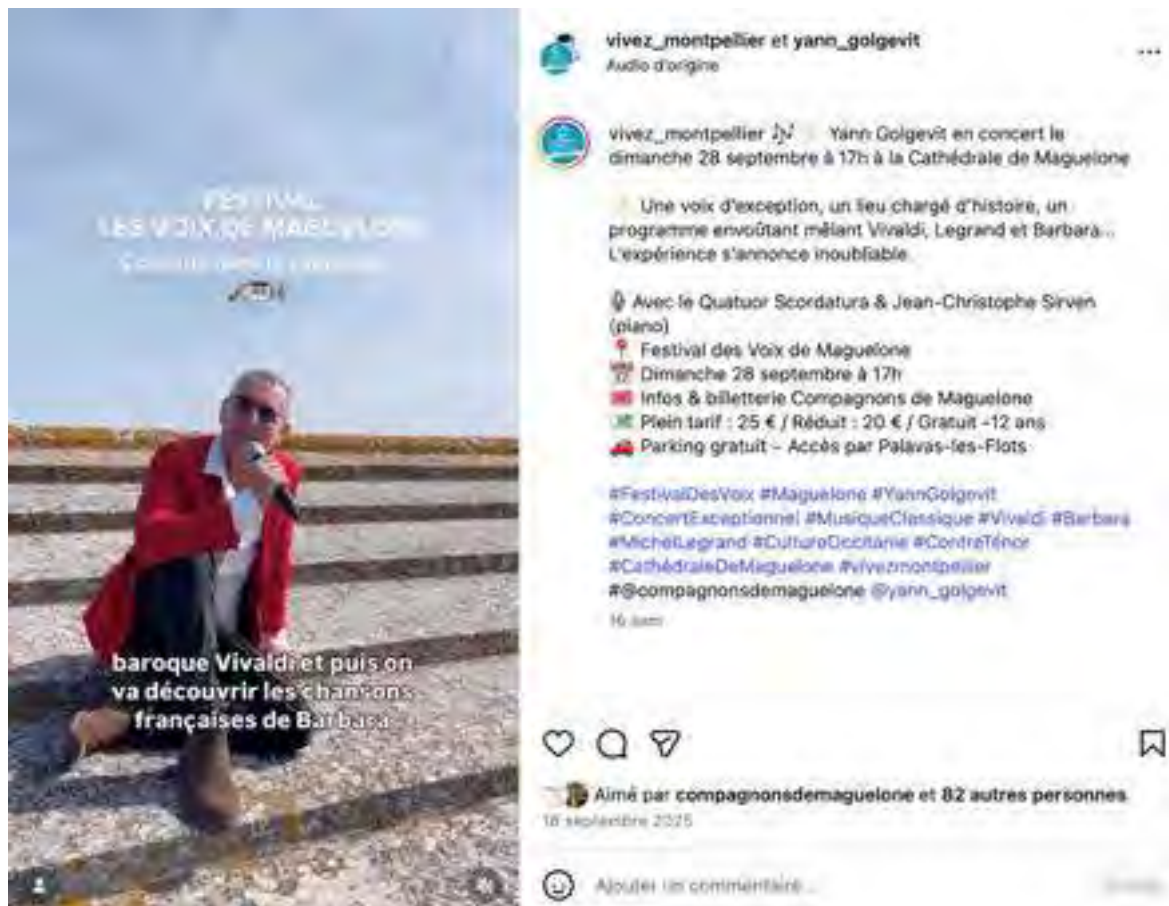 FESTIVAL
LES VOIX DE MAGUELONE
baroque Vivaldi et puis on
va découvrir les chansons
françaises de Barbara
vivez_montpellier et yann_golgevit
Audio d'origine
vivez_montpellier Yann Golgevit en concert le
dimanche 28 septembre à 17h à la Cathédrale de Maguelone
Une voix d'exception, un lieu chargé d'histoire, un
programme envoûtant mêlant Vivaldi, Legrand et Barbara...
L'expérience s'annonce inoubliable.
Avec le Quatuor Scordatura & Jean-Christophe Sirven
(piano)
Festival des Voix de Maguelone
Dimanche 28 septembre à 17h
Infos & billetterie Compagnons de Maguelone
Plein tarif : 25 € / Réduit : 20 € / Gratuit -12 ans
Parking gratuit – Accès par Palavas-les-Flots
#FestivalDesVoix #Maguelone #YannGolgevit
#ConcertExceptionnel #MusiqueClassique #Vivaldi #Barbara
#MichelLegrand #CultureOccitanie #ContreTénor
#CathédraleDeMaguelone #vivezmontpellier
#@compagnonsdemaguelone @yann_golgevit
16 sem
Aimé par compagnonsdemaguelone et 82 autres personnes
18 septembre 2025
Ajouter un commentaire...